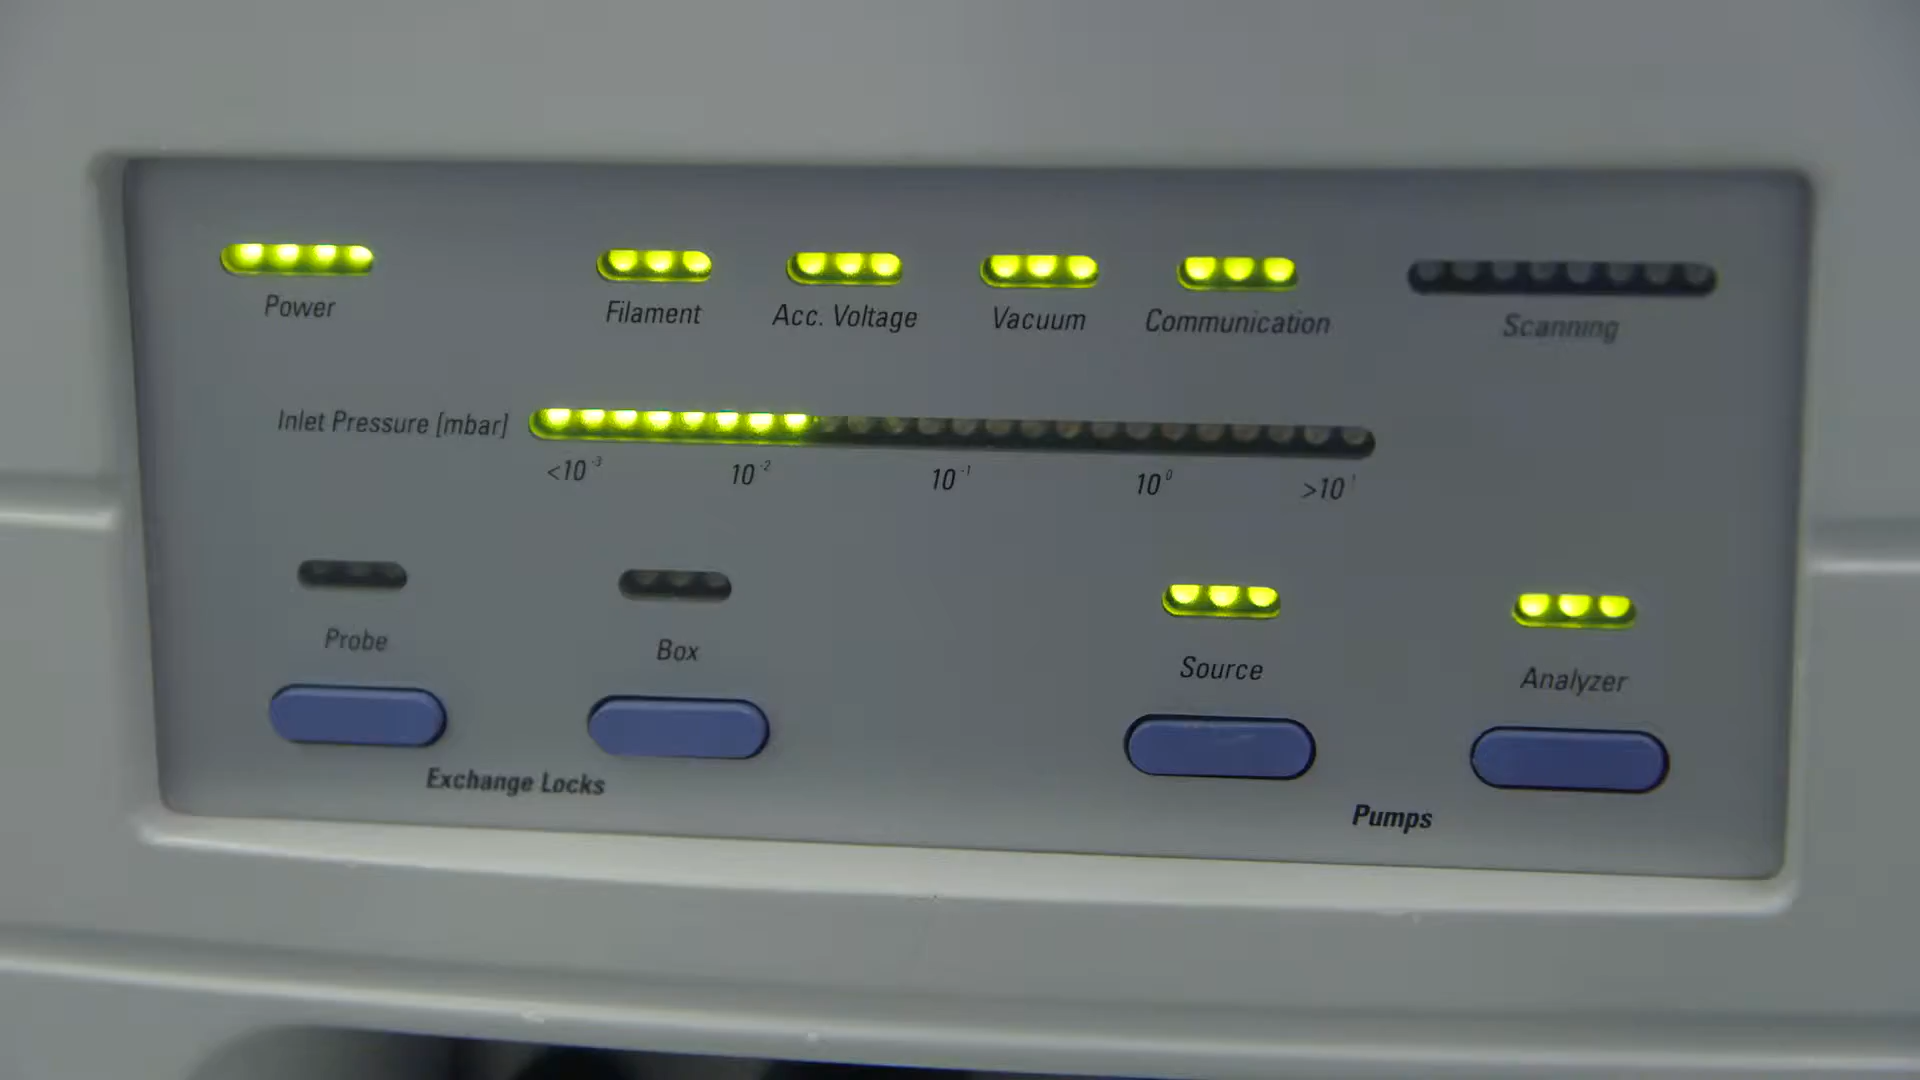 Power
Filament
Acc. Voltage
Vacuum
Communication
Scanning
Inlet Pressure [mbar]
<10⁻³
10⁻²
10⁻¹
10⁰
>10¹
Probe
Box
Source
Analyzer
Exchange Locks
Pumps